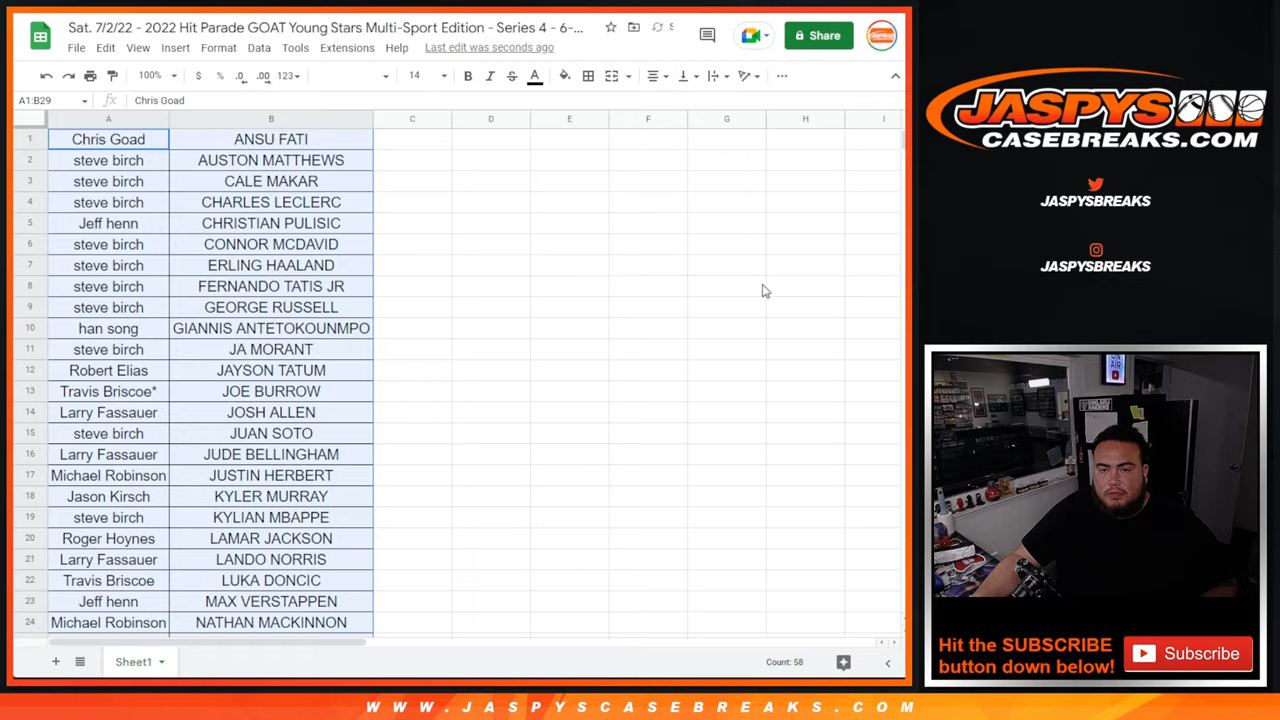 Sat. 7/2/22 - 2022 Hit Parade GOAT Young Stars Multi-Sport Edition - Series 4 - 6-...
File Edit View Insert Format Data Tools Extensions Help Last edit was seconds ago
Share
100% $ % .0 .00 123 14 B I S A
A1:B29 fx Chris Goad
A B C D E F G H I
1 Chris Goad ANSU FATI
2 steve birch AUSTON MATTHEWS
3 steve birch CALE MAKAR
4 steve birch CHARLES LECLERC
5 Jeff henn CHRISTIAN PULISIC
6 steve birch CONNOR MCDAVID
7 steve birch ERLING HAALAND
8 steve birch FERNANDO TATIS JR
9 steve birch GEORGE RUSSELL
10 han song GIANNIS ANTETOKOUNMPO
11 steve birch JA MORANT
12 Robert Elias JAYSON TATUM
13 Travis Briscoe* JOE BURROW
14 Larry Fassauer JOSH ALLEN
15 steve birch JUAN SOTO
16 Larry Fassauer JUDE BELLINGHAM
17 Michael Robinson JUSTIN HERBERT
18 Jason Kirsch KYLER MURRAY
19 steve birch KYLIAN MBAPPE
20 Roger Hoynes LAMAR JACKSON
21 Larry Fassauer LANDO NORRIS
22 Travis Briscoe LUKA DONCIC
23 Jeff henn MAX VERSTAPPEN
24 Michael Robinson NATHAN MACKINNON
Sheet1
Count: 58
JASPYS
CASEBREAKS.COM
JASPYSBREAKS
JASPYSBREAKS
ON AIR
Hit the SUBSCRIBE
button down below!
Subscribe
WWW.JASPYSCASEBREAKS.COM